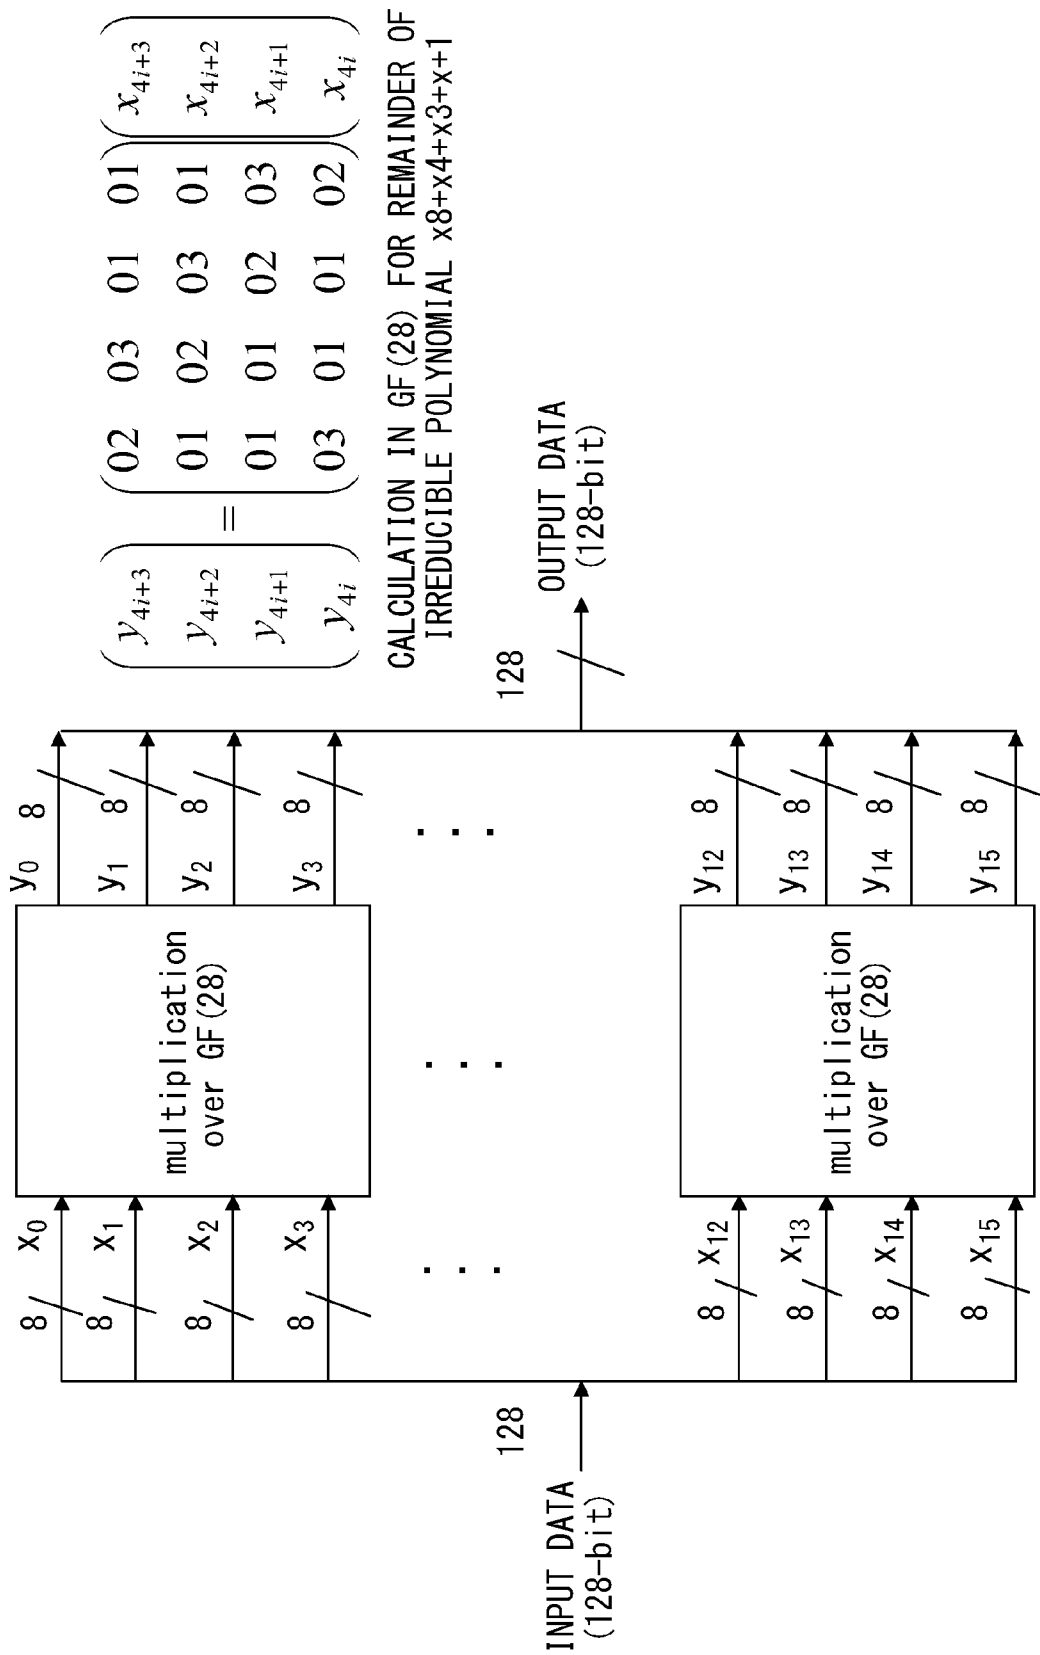 INPUT DATA
(128-bit)
128
8 x0
8 x1
8 x2
8 x3
. . .
8 x12
8 x13
8 x14
8 x15
multiplication
over GF(28)
. . .
multiplication
over GF(28)
y0 8
y1 8
y2 8
y3 8
. . .
y12 8
y13 8
y14 8
y15 8
128
OUTPUT DATA
(128-bit)
y4i+3 02 03 01 01 x4i+3
y4i+2 = 01 02 03 01 x4i+2
y4i+1 01 01 02 03 x4i+1
y4i 03 01 01 02 x4i
CALCULATION IN GF(28) FOR REMAINDER OF
IRREDUCIBLE POLYNOMIAL x8+x4+x3+x+1